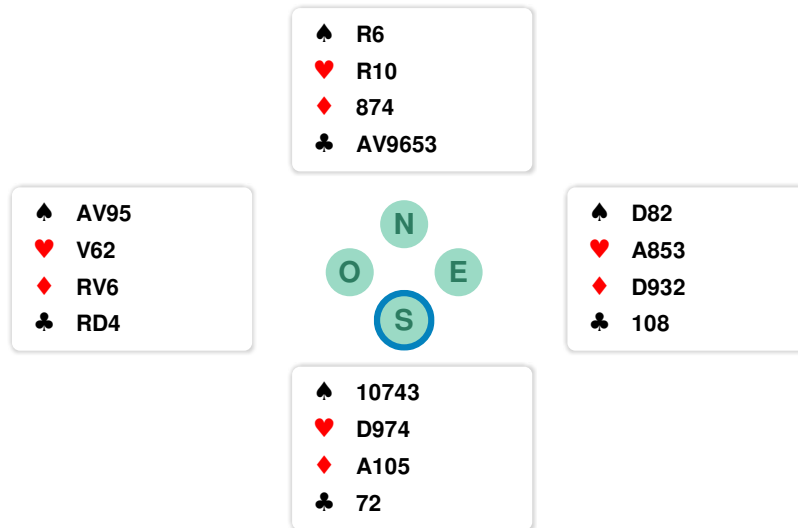 ♠ R6
♥ R10
♦ 874
♣ AV9653
♠ AV95
♥ V62
♦ RV6
♣ RD4
N
O E
S
♠ D82
♥ A853
♦ D932
♣ 108
♠ 10743
♥ D974
♦ A105
♣ 72